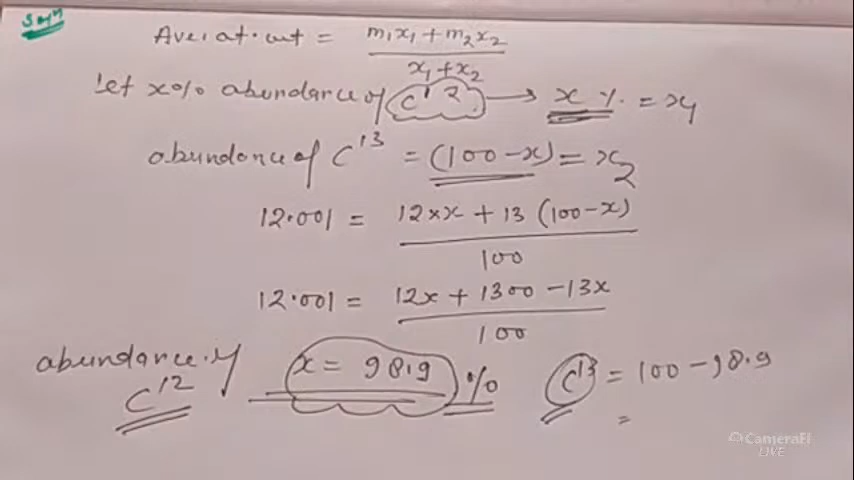 Soln
Aver.at.wt = m₁x₁ + m₂x₂ / x₁ + x₂
let x% abundance of C¹² → x % = x₁
abundance of C¹³ = (100 - x) = x₂
12.001 = 12×x + 13 (100 - x) / 100
12.001 = 12x + 1300 - 13x / 100
abundance of C¹² x = 98.9 % C¹³ = 100 - 98.9
=
CameraFI
LIVE